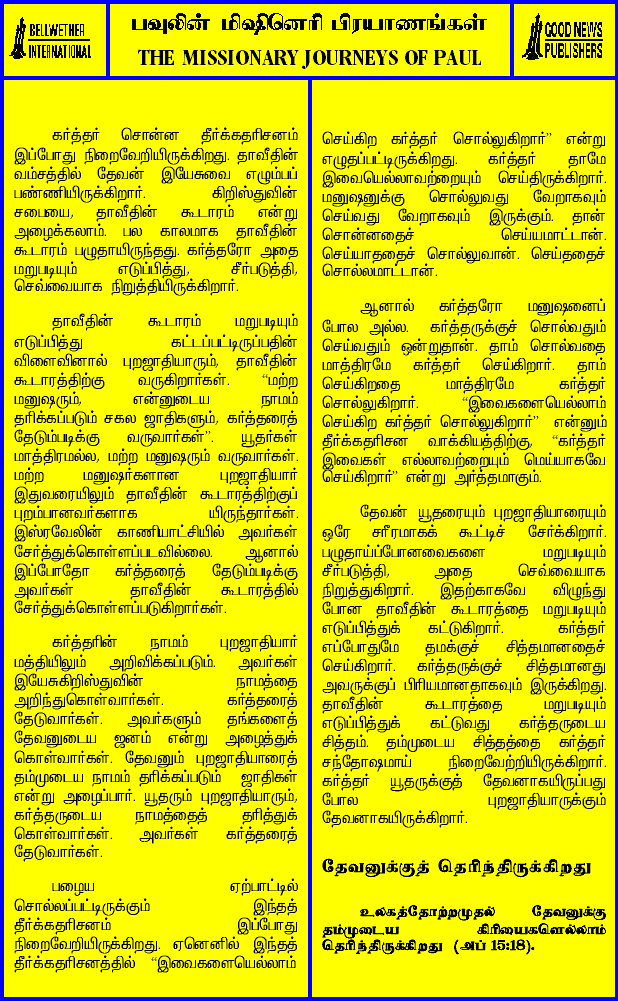 BELLWETHER
INTERNATIONAL
பவுலின் மிஷினெரி பிரயாணங்கள்
THE MISSIONARY JOURNEYS OF PAUL
GOOD NEWS
PUBLISHERS
கர்த்தர் சொன்ன தீர்க்கதரிசனம்
இப்போது நிறைவேறியிருக்கிறது. தாவீதின்
வம்சத்தில் தேவன் இயேசுவை எழும்பப்
பண்ணியிருக்கிறார். கிறிஸ்துவின்
சபையை, தாவீதின் கூடாரம் என்று
அழைக்கலாம். பல காலமாக தாவீதின்
கூடாரம் பழுதாயிருந்தது. கர்த்தரோ அதை
மறுபடியும் எடுப்பித்து, சீர்படுத்தி,
செவ்வையாக நிறுத்தியிருக்கிறார்.
தாவீதின் கூடாரம் மறுபடியும்
எடுப்பித்து கட்டப்பட்டிருப்பதின்
விளைவினால் புறஜாதியாரும், தாவீதின்
கூடாரத்திற்கு வருகிறார்கள். “மற்ற
மனுஷரும், என்னுடைய நாமம்
தரிக்கப்படும் சகல ஜாதிகளும், கர்த்தரைத்
தேடும்படிக்கு வருவார்கள்”. யூதர்கள்
மாத்திரமல்ல, மற்ற மனுஷரும் வருவார்கள்.
மற்ற மனுஷர்களான புறஜாதியார்
இதுவரையிலும் தாவீதின் கூடாரத்திற்குப்
புறம்பானவர்களாக யிருந்தார்கள்.
இஸ்ரவேலின் காணியாட்சியில் அவர்கள்
சேர்த்துக்கொள்ளப்படவில்லை. ஆனால்
இப்போதோ கர்த்தரைத் தேடும்படிக்கு
அவர்கள் தாவீதின் கூடாரத்தில்
சேர்த்துக்கொள்ளப்படுகிறார்கள்.
கர்த்தரின் நாமம் புறஜாதியார்
மத்தியிலும் அறிவிக்கப்படும். அவர்கள்
இயேசுகிறிஸ்துவின் நாமத்தை
அறிந்துகொள்வார்கள். கர்த்தரைத்
தேடுவார்கள். அவர்களும் தங்களைத்
தேவனுடைய ஜனம் என்று அழைத்துக்
கொள்வார்கள். தேவனும் புறஜாதியாரைத்
தம்முடைய நாமம் தரிக்கப்படும் ஜாதிகள்
என்று அழைப்பார். யூதரும் புறஜாதியாரும்,
கர்த்தருடைய நாமத்தைத் தரித்துக்
கொள்வார்கள். அவர்கள் கர்த்தரைத்
தேடுவார்கள்.
பழைய ஏற்பாட்டில்
சொல்லப்பட்டிருக்கும் இந்தத்
தீர்க்கதரிசனம் இப்போது
நிறைவேறியிருக்கிறது. ஏனெனில் இந்தத்
தீர்க்கதரிசனத்தில் “இவைகளையெல்லாம்
செய்கிற கர்த்தர் சொல்லுகிறார்” என்று
எழுதப்பட்டிருக்கிறது. கர்த்தர் தாமே
இவையெல்லாவற்றையும் செய்திருக்கிறார்.
மனுஷனுக்கு சொல்லுவது வேறாகவும்
செய்வது வேறாகவும் இருக்கும். தான்
சொன்னதைச் செய்யமாட்டான்.
செய்யாததைச் சொல்லுவான். செய்ததைச்
சொல்லமாட்டான்.
ஆனால் கர்த்தரோ மனுஷனைப்
போல அல்ல. கர்த்தருக்குச் சொல்வதும்
செய்வதும் ஒன்றுதான். தாம் சொல்வதை
மாத்திரமே கர்த்தர் செய்கிறார். தாம்
செய்கிறதை மாத்திரமே கர்த்தர்
சொல்லுகிறார். “இவைகளையெல்லாம்
செய்கிற கர்த்தர் சொல்லுகிறார்” என்னும்
தீர்க்கதரிசன வாக்கியத்திற்கு, “கர்த்தர்
இவைகள் எல்லாவற்றையும் மெய்யாகவே
செய்கிறார்” என்று அர்த்தமாகும்.
தேவன் யூதரையும் புறஜாதியாரையும்
ஒரே சரீரமாகக் கூட்டிச் சேர்க்கிறார்.
பழுதாய்ப்போனவைகளை மறுபடியும்
சீர்படுத்தி, அதை செவ்வையாக
நிறுத்துகிறார். இதற்காகவே விழுந்து
போன தாவீதின் கூடாரத்தை மறுபடியும்
எடுப்பித்துக் கட்டுகிறார். கர்த்தர்
எப்போதுமே தமக்குச் சித்தமானதைச்
செய்கிறார். கர்த்தருக்குச் சித்தமானது
அவருக்குப் பிரியமானதாகவும் இருக்கிறது.
தாவீதின் கூடாரத்தை மறுபடியும்
எடுப்பித்துக் கட்டுவது கர்த்தருடைய
சித்தம். தம்முடைய சித்தத்தை கர்த்தர்
சந்தோஷமாய் நிறைவேற்றியிருக்கிறார்.
கர்த்தர் யூதருக்குத் தேவனாகயிருப்பது
போல புறஜாதியாருக்கும்
தேவனாகயிருக்கிறார்.
தேவனுக்குத் தெரிந்திருக்கிறது
உலகத்தோற்றமுதல் தேவனுக்கு
தம்முடைய கிரியைகளெல்லாம்
தெரிந்திருக்கிறது (அப் 15:18).